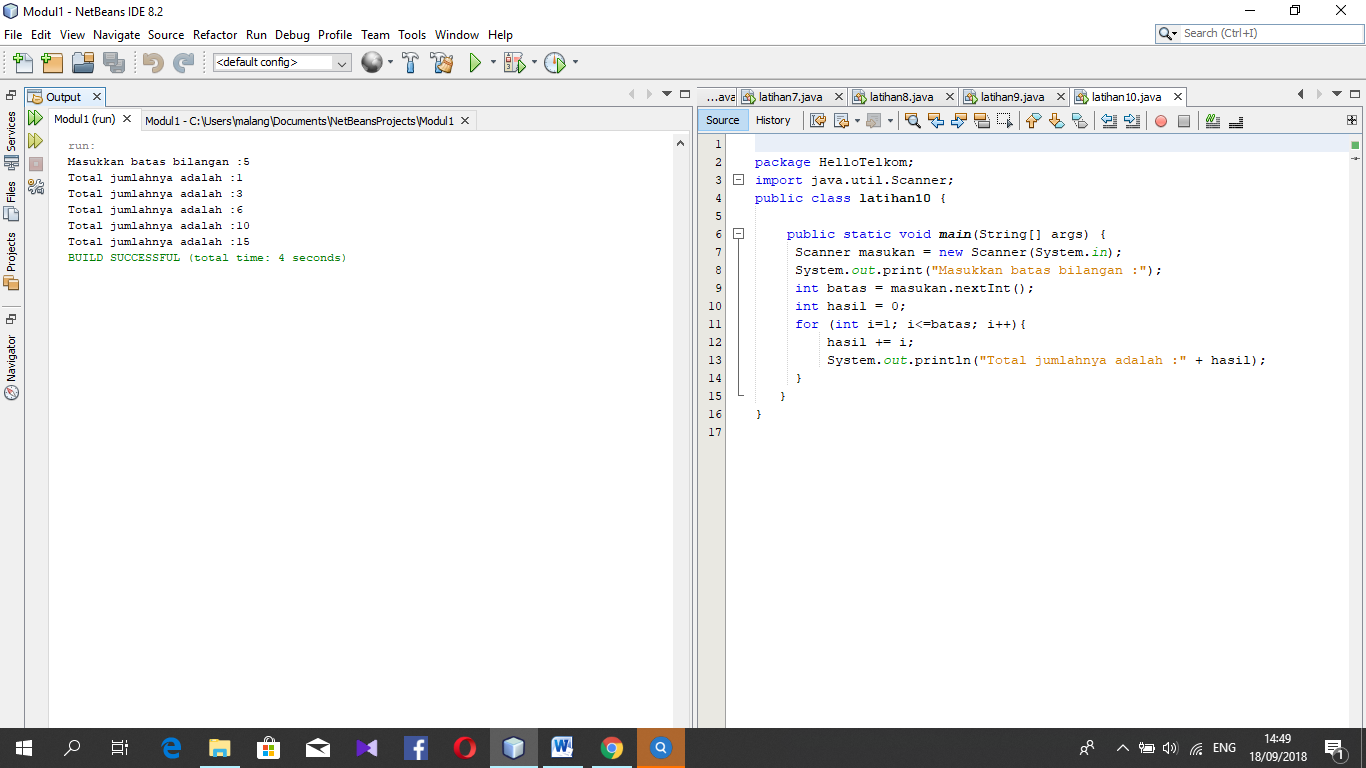 Modul1 - NetBeans IDE 8.2
File Edit View Navigate Source Refactor Run Debug Profile Team Tools Window Help
Search (Ctrl+I)
<default config>
Output
Modul1 (run)
Modul1 - C:\Users\malang\Documents\NetBeansProjects\Modul1
Services
Files
Projects
Navigator
run:
Masukkan batas bilangan :5
Total jumlahnya adalah :1
Total jumlahnya adalah :3
Total jumlahnya adalah :6
Total jumlahnya adalah :10
Total jumlahnya adalah :15
BUILD SUCCESSFUL (total time: 4 seconds)
...ava latihan7.java latihan8.java latihan9.java latihan10.java
Source History
1
2 package HelloTelkom;
3 import java.util.Scanner;
4 public class latihan10 {
5
6 public static void main(String[] args) {
7 Scanner masukan = new Scanner(System.in);
8 System.out.print("Masukkan batas bilangan :");
9 int batas = masukan.nextInt();
10 int hasil = 0;
11 for (int i=1; i<=batas; i++){
12 hasil += i;
13 System.out.println("Total jumlahnya adalah :" + hasil);
14 }
15 }
16 }
17
ENG
14:49
18/09/2018
1